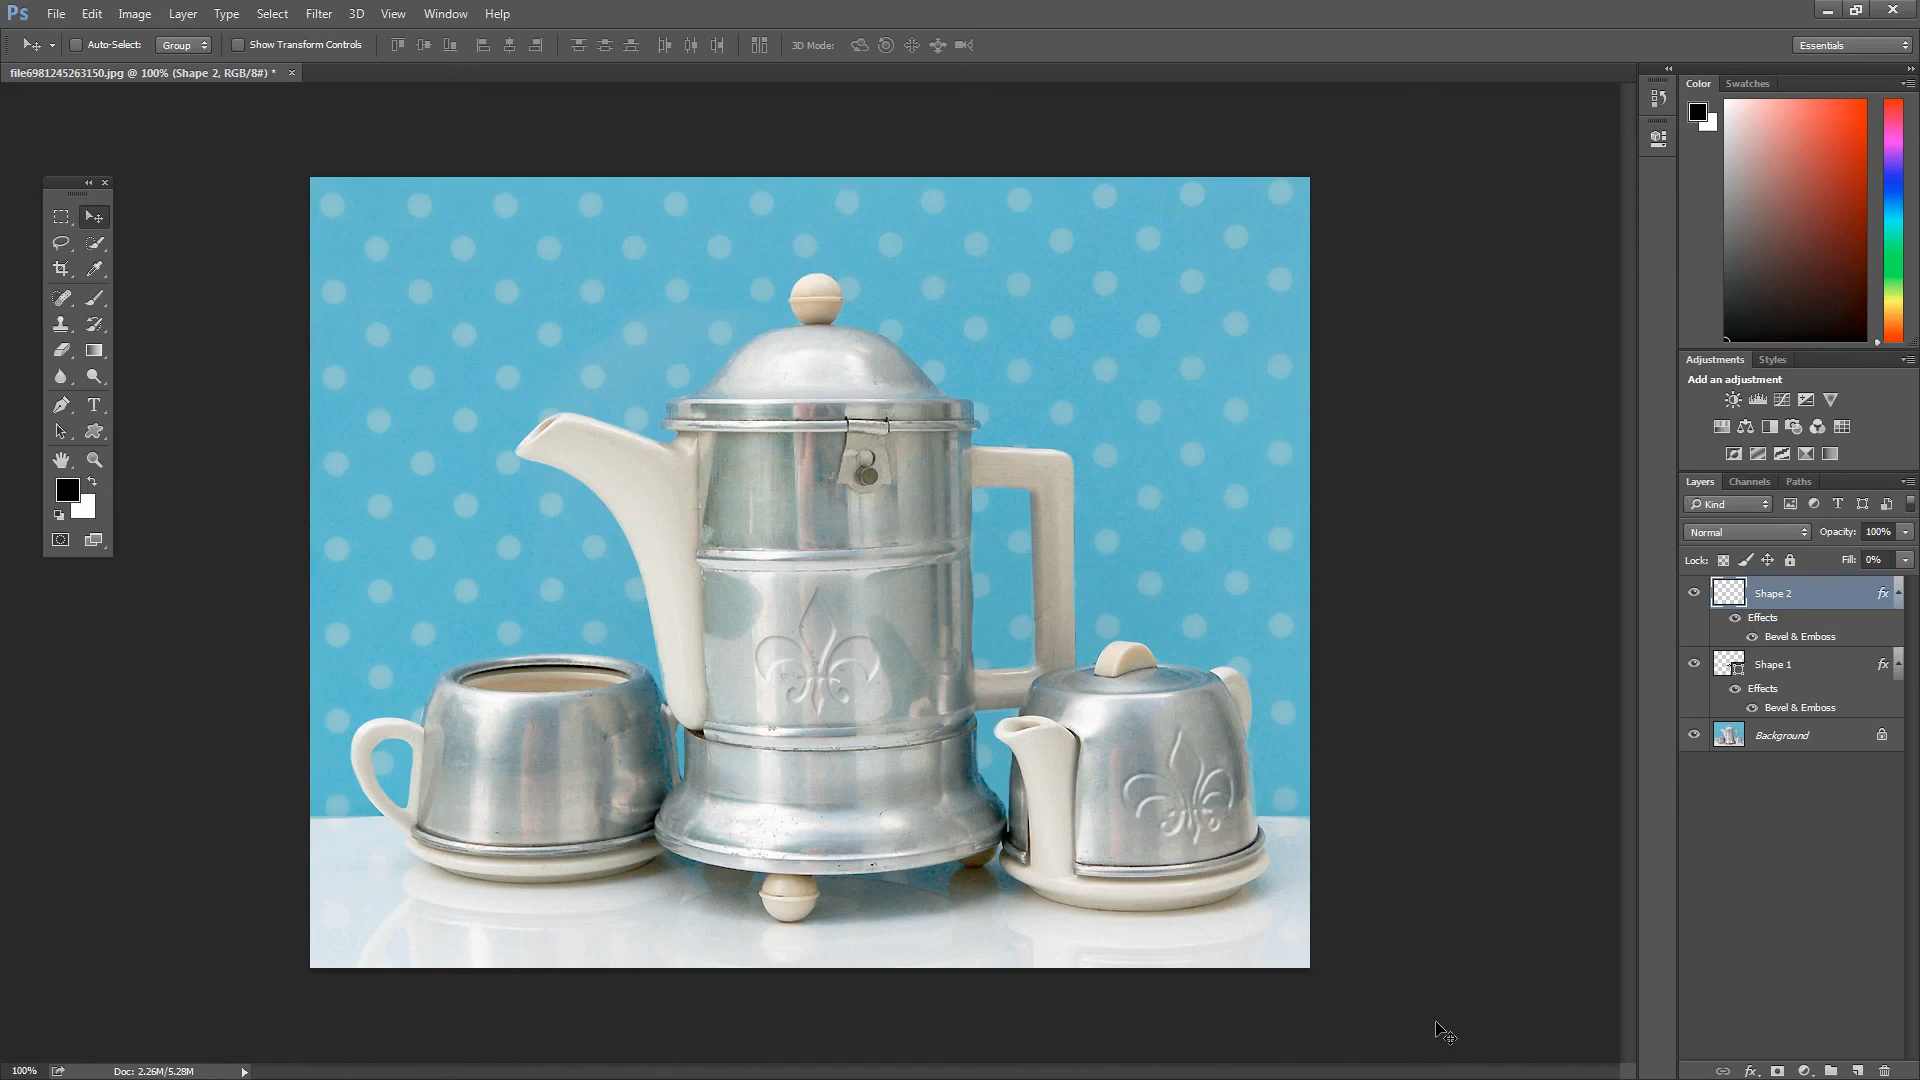 Ps File Edit Image Layer Type Select Filter 3D View Window Help
Auto-Select: Group Show Transform Controls 3D Mode: Essentials
file6981245263150.jpg @ 100% (Shape 2, RGB/8#) *
Color Swatches
Adjustments Styles
Add an adjustment
Layers Channels Paths
Kind
Normal Opacity: 100%
Lock: Fill: 0%
Shape 2 fx
Effects
Bevel & Emboss
Shape 1 fx
Effects
Bevel & Emboss
Background
100% Doc: 2.26M/5.28M fx